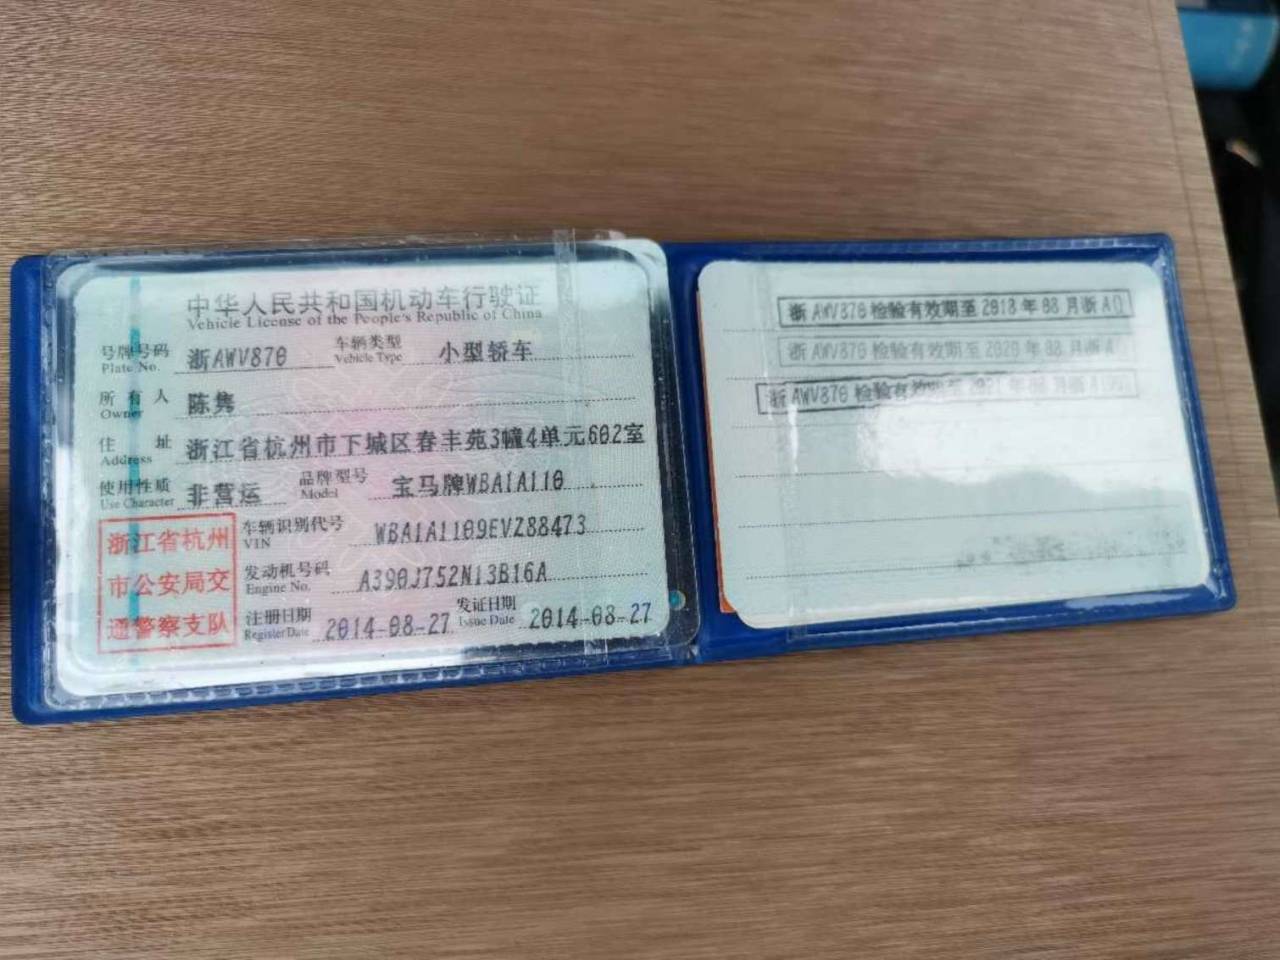 中华人民共和国机动车行驶证
Vehicle License of the People's Republic of China
号牌号码 浙AWV870 车辆类型 小型轿车
Plate No. Vehicle Type
所有人 陈隽
Owner
住址 浙江省杭州市下城区春丰苑3幢4单元602室
Address
使用性质 非营运 品牌型号 宝马牌WBA1A110
Use Character Model
浙江省杭州
市公安局交
通警察支队
车辆识别代号 WBA1A1109EVZ88473
VIN
发动机号码 A390J752N13B16A
Engine No.
注册日期 2014-08-27 发证日期 2014-08-27
Register Date Issue Date
浙AWV870检验有效期至2018年08月浙A
浙AWV870检验有效期至2020年08月浙A
浙AWV870检验有效期至2021年